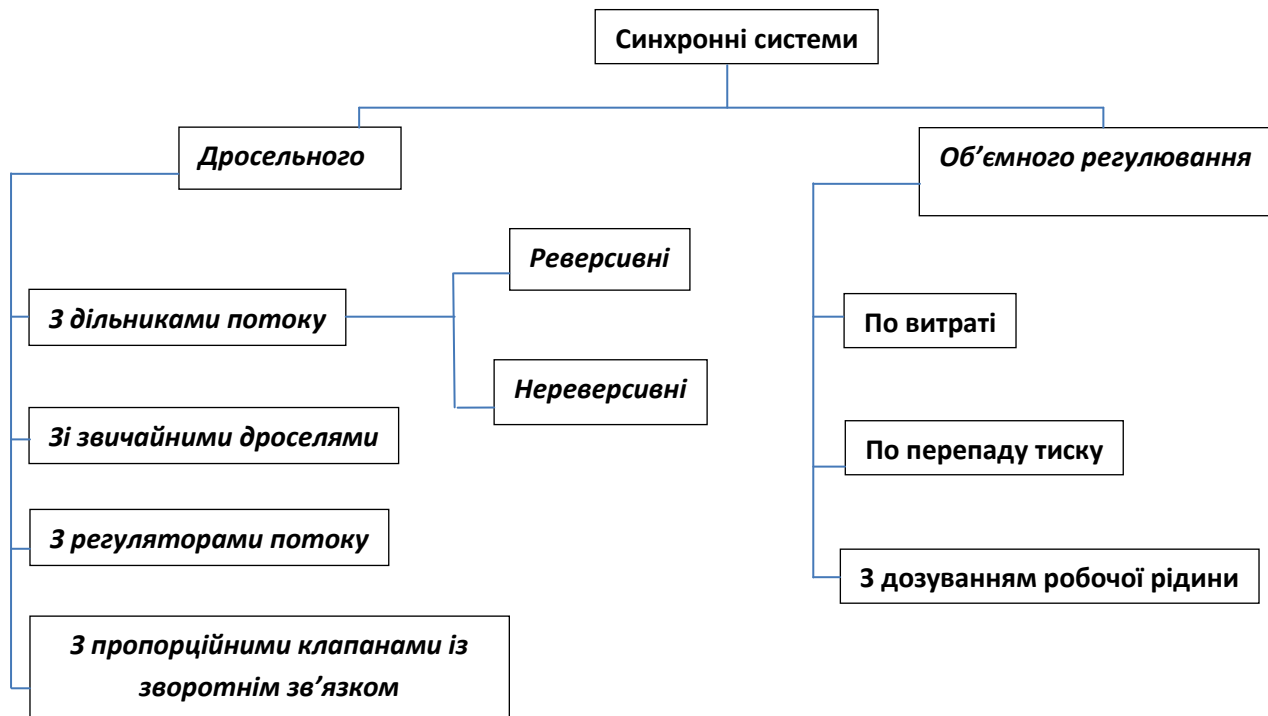 Синхронні системи
Дросельного
Об’ємного регулювання
Реверсивні
З дільниками потоку
По витраті
Нереверсивні
Зі звичайними дроселями
По перепаду тиску
З регуляторами потоку
З дозуванням робочої рідини
З пропорційними клапанами із
зворотнім зв’язком